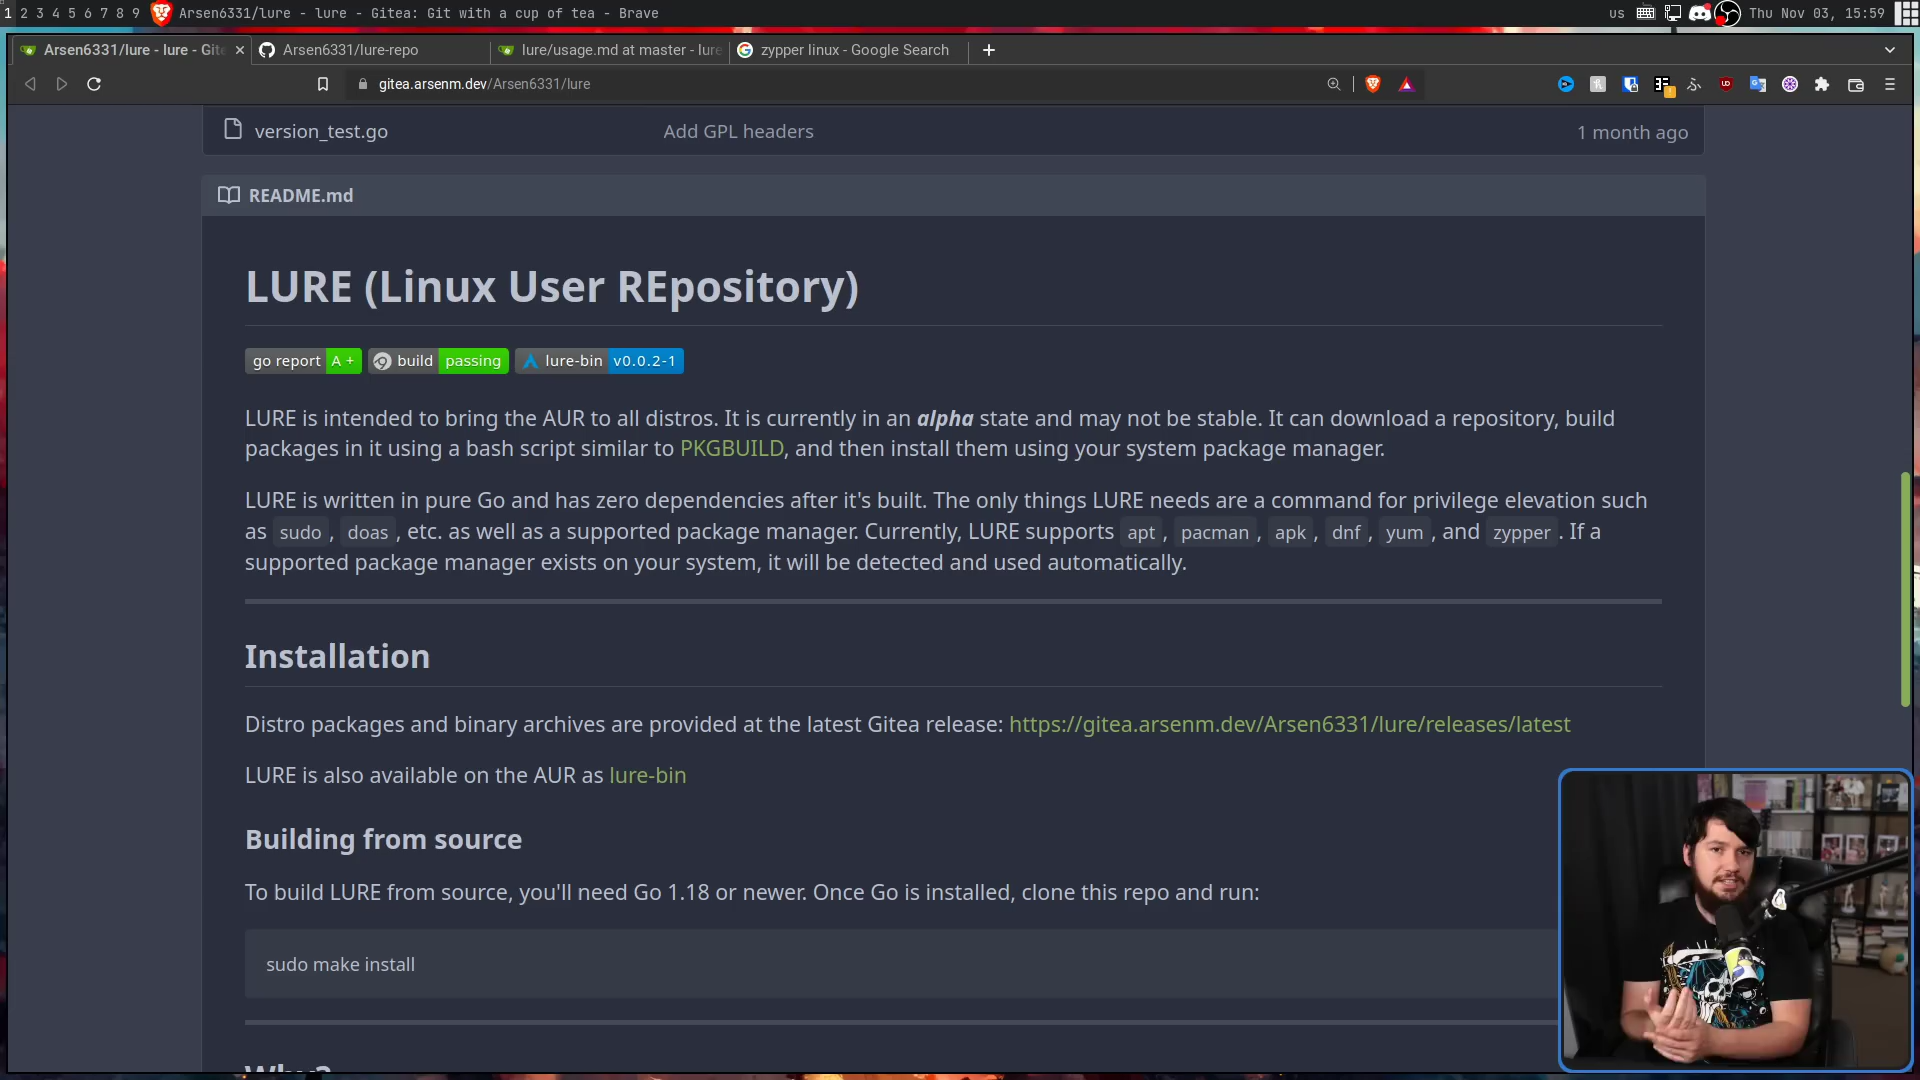 1 2 3 4 5 6 7 8 9 Arsen6331/lure - lure - Gitea: Git with a cup of tea - Brave
us Thu Nov 03, 15:59
Arsen6331/lure - lure - Gite
Arsen6331/lure-repo
lure/usage.md at master - lure
zypper linux - Google Search
gitea.arsenm.dev/Arsen6331/lure
version_test.go Add GPL headers 1 month ago
README.md
LURE (Linux User REpository)
go report A+ build passing lure-bin v0.0.2-1
LURE is intended to bring the AUR to all distros. It is currently in an alpha state and may not be stable. It can download a repository, build
packages in it using a bash script similar to PKGBUILD, and then install them using your system package manager.
LURE is written in pure Go and has zero dependencies after it's built. The only things LURE needs are a command for privilege elevation such
as sudo, doas, etc. as well as a supported package manager. Currently, LURE supports apt, pacman, apk, dnf, yum, and zypper. If a
supported package manager exists on your system, it will be detected and used automatically.
Installation
Distro packages and binary archives are provided at the latest Gitea release: https://gitea.arsenm.dev/Arsen6331/lure/releases/latest
LURE is also available on the AUR as lure-bin
Building from source
To build LURE from source, you'll need Go 1.18 or newer. Once Go is installed, clone this repo and run:
sudo make install
Why?